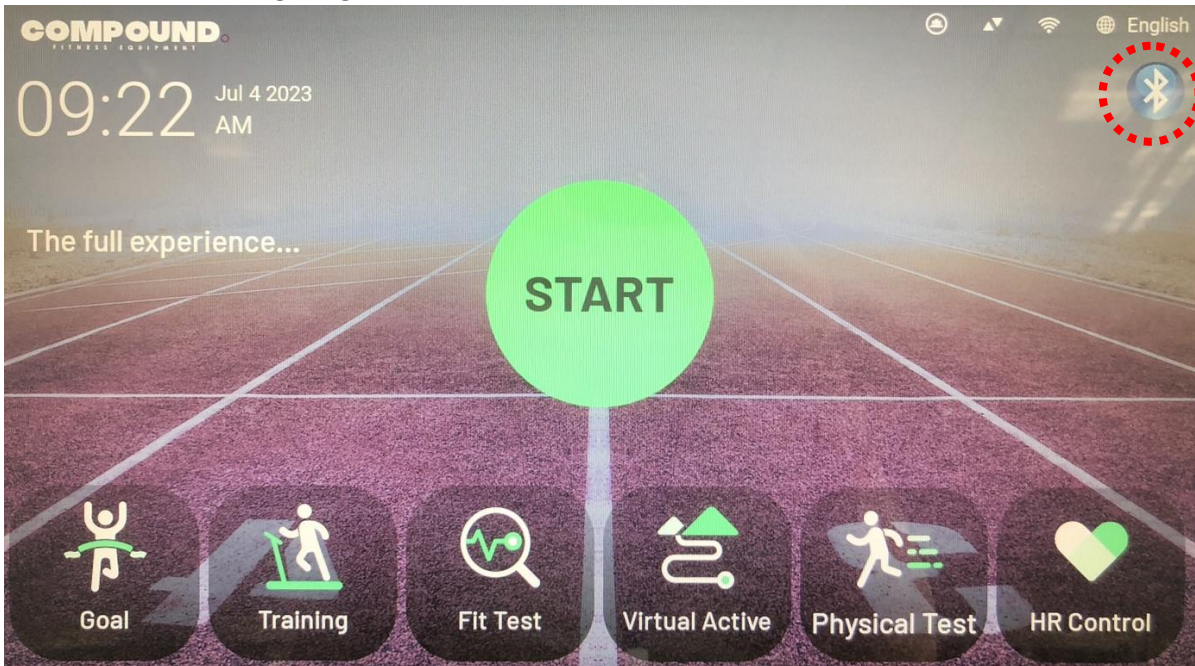 COMPOUND
FITNESS EQUIPMENT
English
09:22 Jul 4 2023
AM
The full experience...
START
Goal
Training
Fit Test
Virtual Active
Physical Test
HR Control